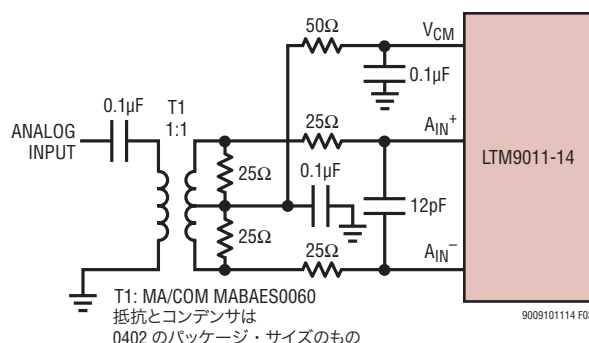 50Ω
VCM
0.1µF
0.1µF
T1
1:1
ANALOG
INPUT
25Ω
AIN+
LTM9011-14
25Ω
0.1µF
12pF
25Ω
25Ω
AIN−
T1: MA/COM MABAES0060
抵抗とコンデンサは
0402 のパッケージ・サイズのもの
9009101114 F03